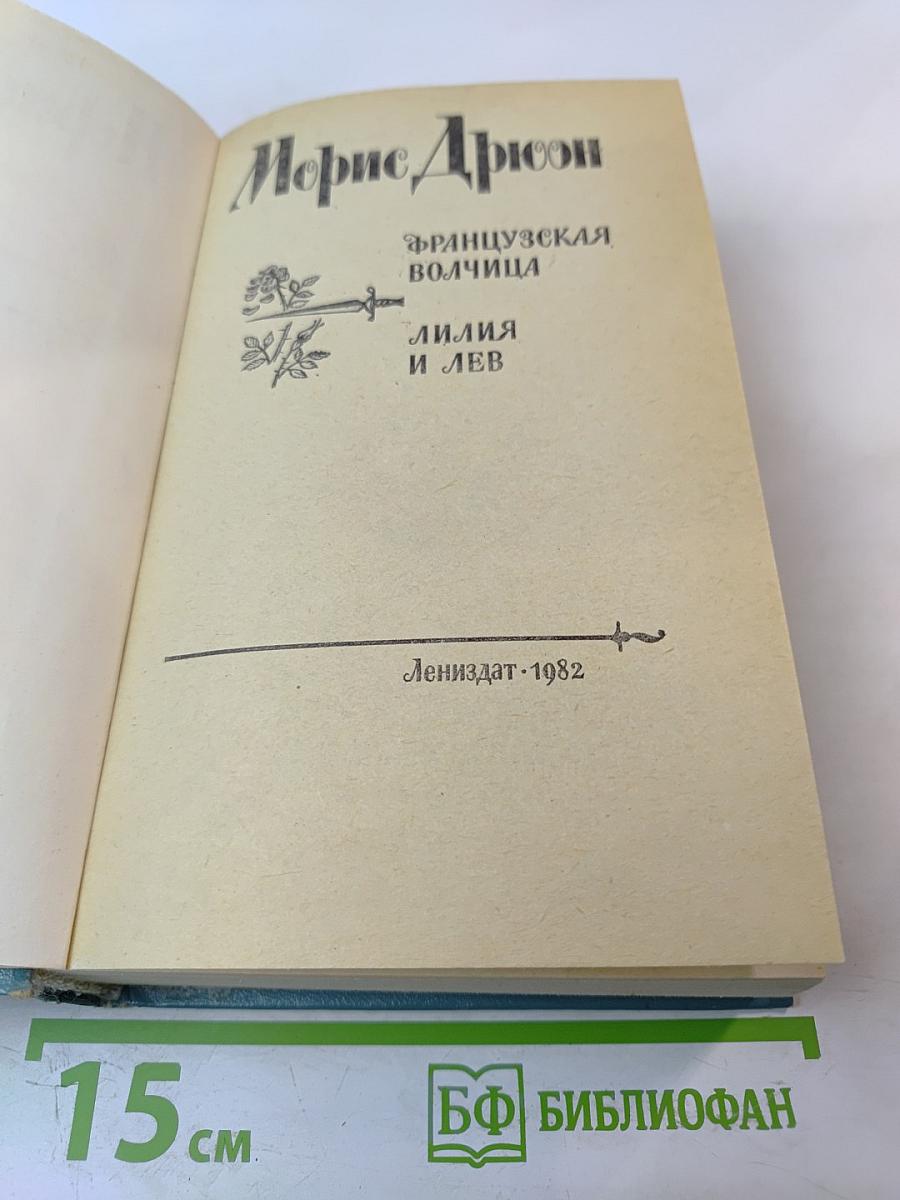 Морис Дрюон
ФРАНЦУЗСКАЯ
ВОЛЧИЦА
ЛИЛИЯ
И ЛЕВ
Лениздат · 1982
15 см
БФ БИБЛИОФАН